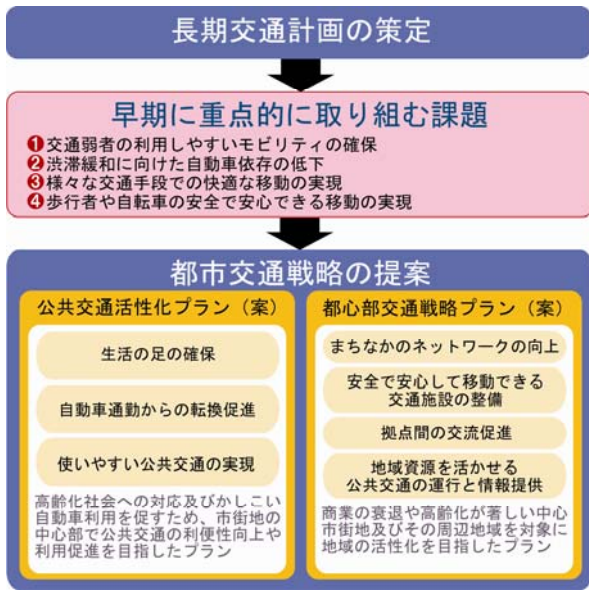 長期交通計画の策定
早期に重点的に取り組む課題
❶交通弱者の利用しやすいモビリティの確保
❷渋滞緩和に向けた自動車依存の低下
❸様々な交通手段での快適な移動の実現
❹歩行者や自転車の安全で安心できる移動の実現
都市交通戦略の提案
公共交通活性化プラン（案）
生活の足の確保
自動車通勤からの転換促進
使いやすい公共交通の実現
高齢化社会への対応及びかしこい
自動車利用を促すため、市街地の
中心部で公共交通の利便性向上や
利用促進を目指したプラン
都心部交通戦略プラン（案）
まちなかのネットワークの向上
安全で安心して移動できる
交通施設の整備
拠点間の交流促進
地域資源を活かせる
公共交通の運行と情報提供
商業の衰退や高齢化が著しい中心
市街地及びその周辺地域を対象に
地域の活性化を目指したプラン